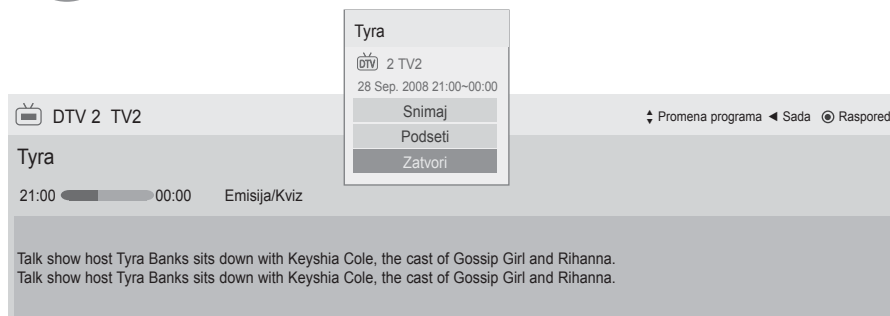 Tyra
DTV 2 TV2
28 Sep. 2008 21:00~00:00
Snimaj
Podseti
Zatvori
DTV 2 TV2
Promena programa ◄ Sada ◉ Raspored
Tyra
21:00 00:00 Emisija/Kviz
Talk show host Tyra Banks sits down with Keyshia Cole, the cast of Gossip Girl and Rihanna.
Talk show host Tyra Banks sits down with Keyshia Cole, the cast of Gossip Girl and Rihanna.